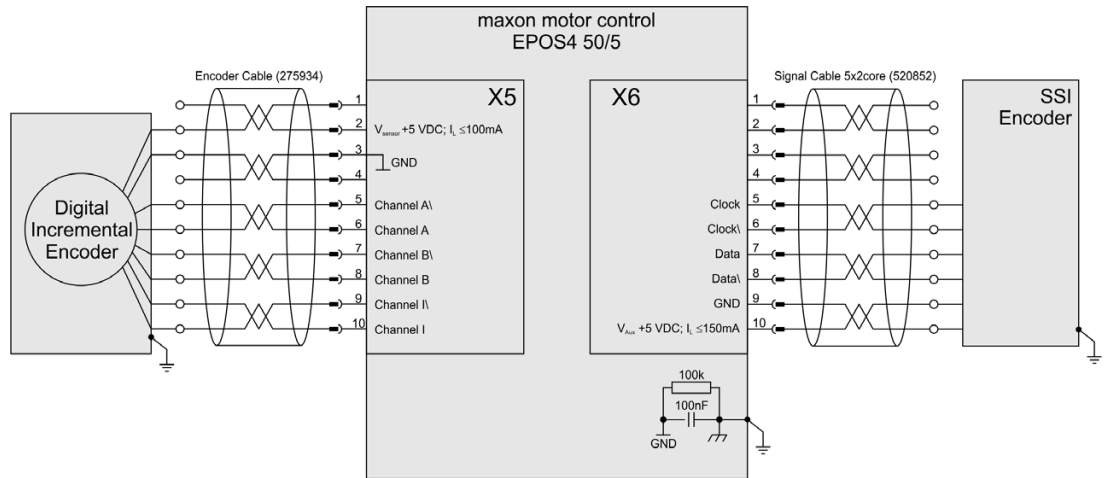 maxon motor control
EPOS4 50/5
Encoder Cable (275934)
Signal Cable 5x2core (520852)
X5
X6
SSI
Encoder
Digital
Incremental
Encoder
1
2 Vsensor +5 VDC; IL ≤100mA
3
GND
4
5 Channel A\
6 Channel A
7 Channel B\
8 Channel B
9 Channel I\
10 Channel I
1
2
3
4
Clock 5
Clock\ 6
Data 7
Data\ 8
GND 9
VAux +5 VDC; IL ≤150mA 10
100k
100nF
GND